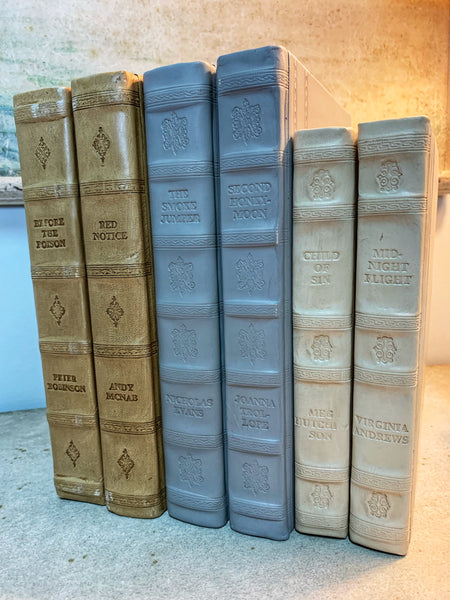 BEFORE
THE
POISON
PETER
ROBINSON
RED
NOTICE
ANDY
MCNAB
THE
SMOKE
JUMPER
NICHOLAS
EVANS
SECOND
HONEY-
MOON
JOANNA
TROL-
LOPE
CHILD
OF
SIN
MEG
HUTCHIN
SON
MID-
NIGHT
FLIGHT
VIRGINIA
ANDREWS